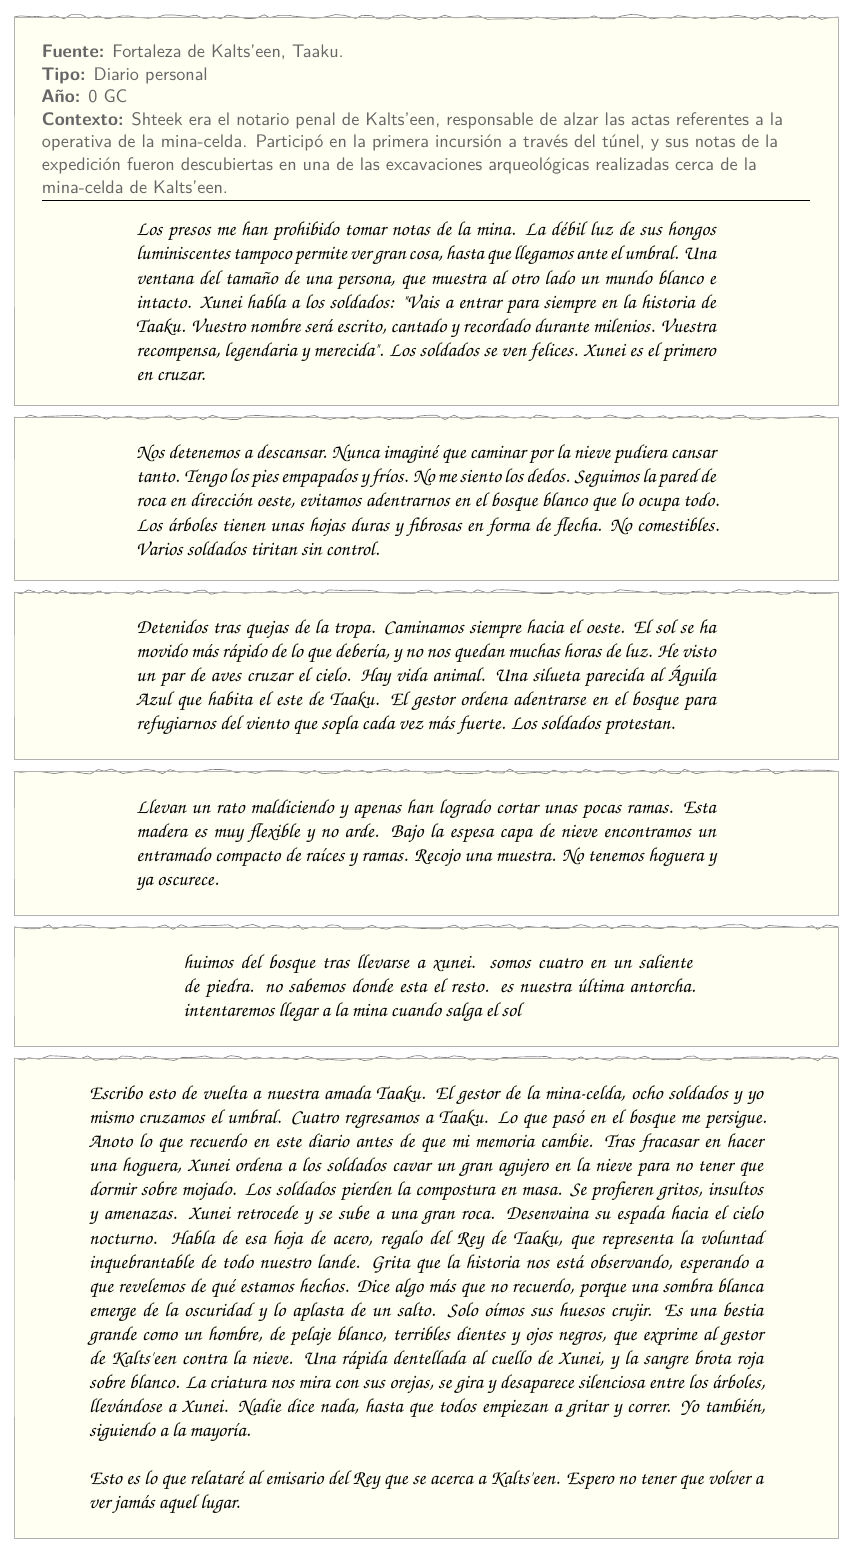 Fuente: Fortaleza de Kalts'een, Taaku.
Tipo: Diario personal
Año: 0 GC
Contexto: Shteek era el notario penal de Kalts'een, responsable de alzar las actas referentes a la
operativa de la mina-celda. Participó en la primera incursión a través del túnel, y sus notas de la
expedición fueron descubiertas en una de las excavaciones arqueológicas realizadas cerca de la
mina-celda de Kalts'een.
Los presos me han prohibido tomar notas de la mina. La débil luz de sus hongos
luminiscentes tampoco permite ver gran cosa, hasta que llegamos ante el umbral. Una
ventana del tamaño de una persona, que muestra al otro lado un mundo blanco e
intacto. Xunei habla a los soldados: "Vais a entrar para siempre en la historia de
Taaku. Vuestro nombre será escrito, cantado y recordado durante milenios. Vuestra
recompensa, legendaria y merecida". Los soldados se ven felices. Xunei es el primero
en cruzar.
Nos detenemos a descansar. Nunca imaginé que caminar por la nieve pudiera cansar
tanto. Tengo los pies empapados y fríos. No me siento los dedos. Seguimos la pared de
roca en dirección oeste, evitamos adentrarnos en el bosque blanco que lo ocupa todo.
Los árboles tienen unas hojas duras y fibrosas en forma de flecha. No comestibles.
Varios soldados tiritan sin control.
Detenidos tras quejas de la tropa. Caminamos siempre hacia el oeste. El sol se ha
movido más rápido de lo que debería, y no nos quedan muchas horas de luz. He visto
un par de aves cruzar el cielo. Hay vida animal. Una silueta parecida al Águila
Azul que habita el este de Taaku. El gestor ordena adentrarse en el bosque para
refugiarnos del viento que sopla cada vez más fuerte. Los soldados protestan.
Llevan un rato maldiciendo y apenas han logrado cortar unas pocas ramas. Esta
madera es muy flexible y no arde. Bajo la espesa capa de nieve encontramos un
entramado compacto de raíces y ramas. Recojo una muestra. No tenemos hoguera y
ya oscurece.
huimos del bosque tras llevarse a xunei. somos cuatro en un saliente
de piedra. no sabemos donde esta el resto. es nuestra última antorcha.
intentaremos llegar a la mina cuando salga el sol
Escribo esto de vuelta a nuestra amada Taaku. El gestor de la mina-celda, ocho soldados y yo
mismo cruzamos el umbral. Cuatro regresamos a Taaku. Lo que pasó en el bosque me persigue.
Anoto lo que recuerdo en este diario antes de que mi memoria cambie. Tras fracasar en hacer
una hoguera, Xunei ordena a los soldados cavar un gran agujero en la nieve para no tener que
dormir sobre mojado. Los soldados pierden la compostura en masa. Se profieren gritos, insultos
y amenazas. Xunei retrocede y se sube a una gran roca. Desenvaina su espada hacia el cielo
nocturno. Habla de esa hoja de acero, regalo del Rey de Taaku, que representa la voluntad
inquebrantable de todo nuestro lande. Grita que la historia nos está observando, esperando a
que revelemos de qué estamos hechos. Dice algo más que no recuerdo, porque una sombra blanca
emerge de la oscuridad y lo aplasta de un salto. Solo oímos sus huesos crujir. Es una bestia
grande como un hombre, de pelaje blanco, terribles dientes y ojos negros, que exprime al gestor
de Kalts'een contra la nieve. Una rápida dentellada al cuello de Xunei, y la sangre brota roja
sobre blanco. La criatura nos mira con sus orejas, se gira y desaparece silenciosa entre los árboles,
llevándose a Xunei. Nadie dice nada, hasta que todos empiezan a gritar y correr. Yo también,
siguiendo a la mayoría.
Esto es lo que relataré al emisario del Rey que se acerca a Kalts'een. Espero no tener que volver a
ver jamás aquel lugar.